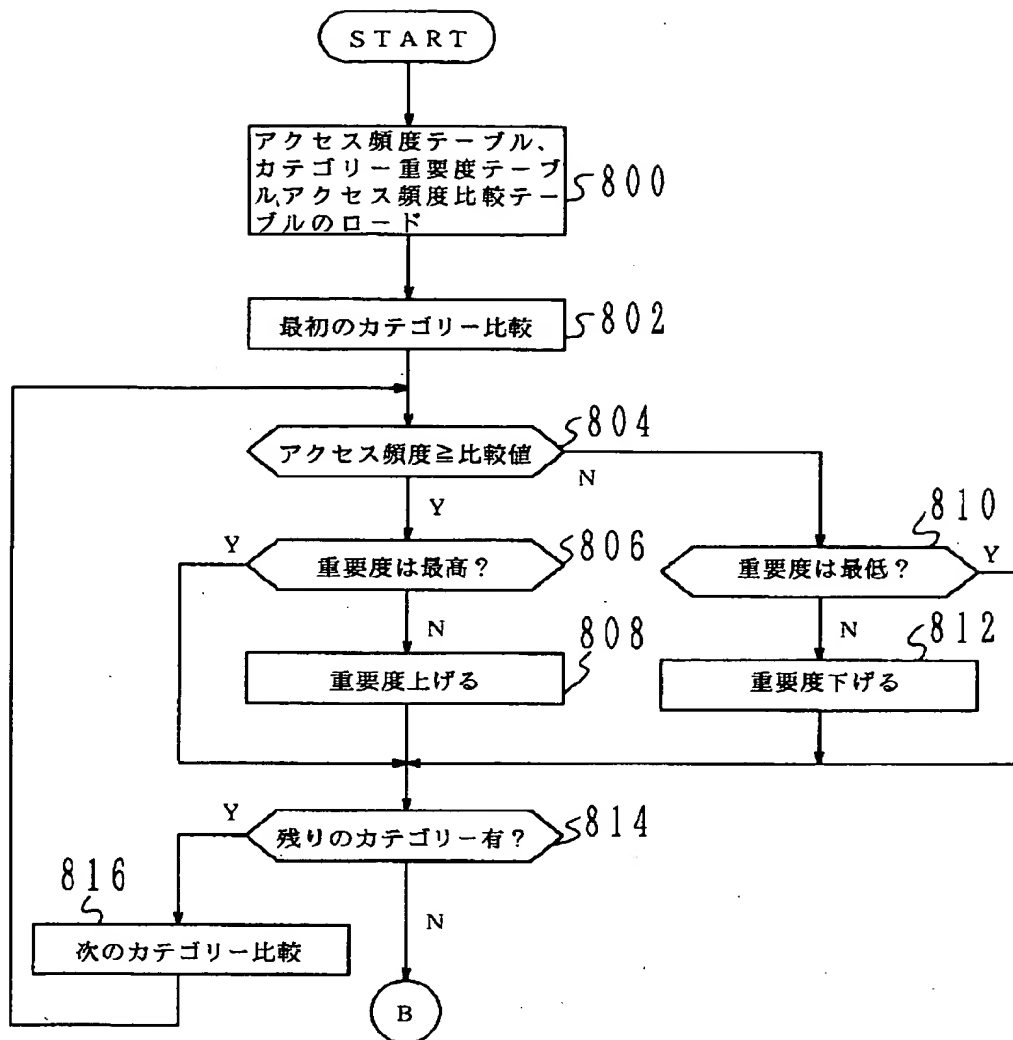 START
アクセス頻度テーブル、
カテゴリー重要度テーブ
ル、アクセス頻度比較テー
ブルのロード
800
最初のカテゴリー比較
802
アクセス頻度≧比較値
804
N
Y
重要度は最高?
806
Y
N
重要度は最低?
810
Y
N
重要度上げる
808
重要度下げる
812
残りのカテゴリー有?
814
Y
N
816
次のカテゴリー比較
B